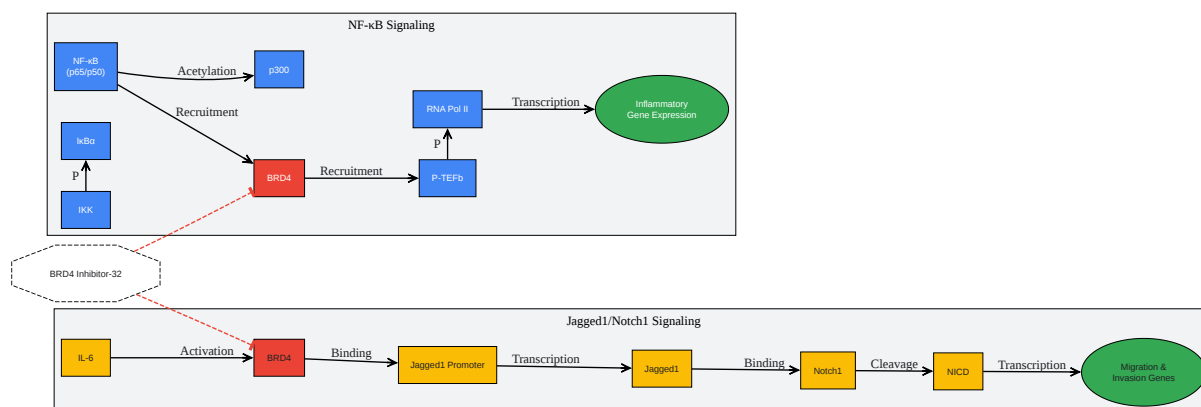 NF-κB Signaling
NF-κB
(p65/p50)
Acetylation
p300
Recruitment
RNA Pol II
Transcription
Inflammatory
Gene Expression
IκBα
P
P
BRD4
Recruitment
P-TEFb
IKK
BRD4 Inhibitor-32
Jagged1/Notch1 Signaling
IL-6
Activation
BRD4
Binding
Jagged1 Promoter
Transcription
Jagged1
Binding
Notch1
Cleavage
NICD
Transcription
Migration &
Invasion Genes